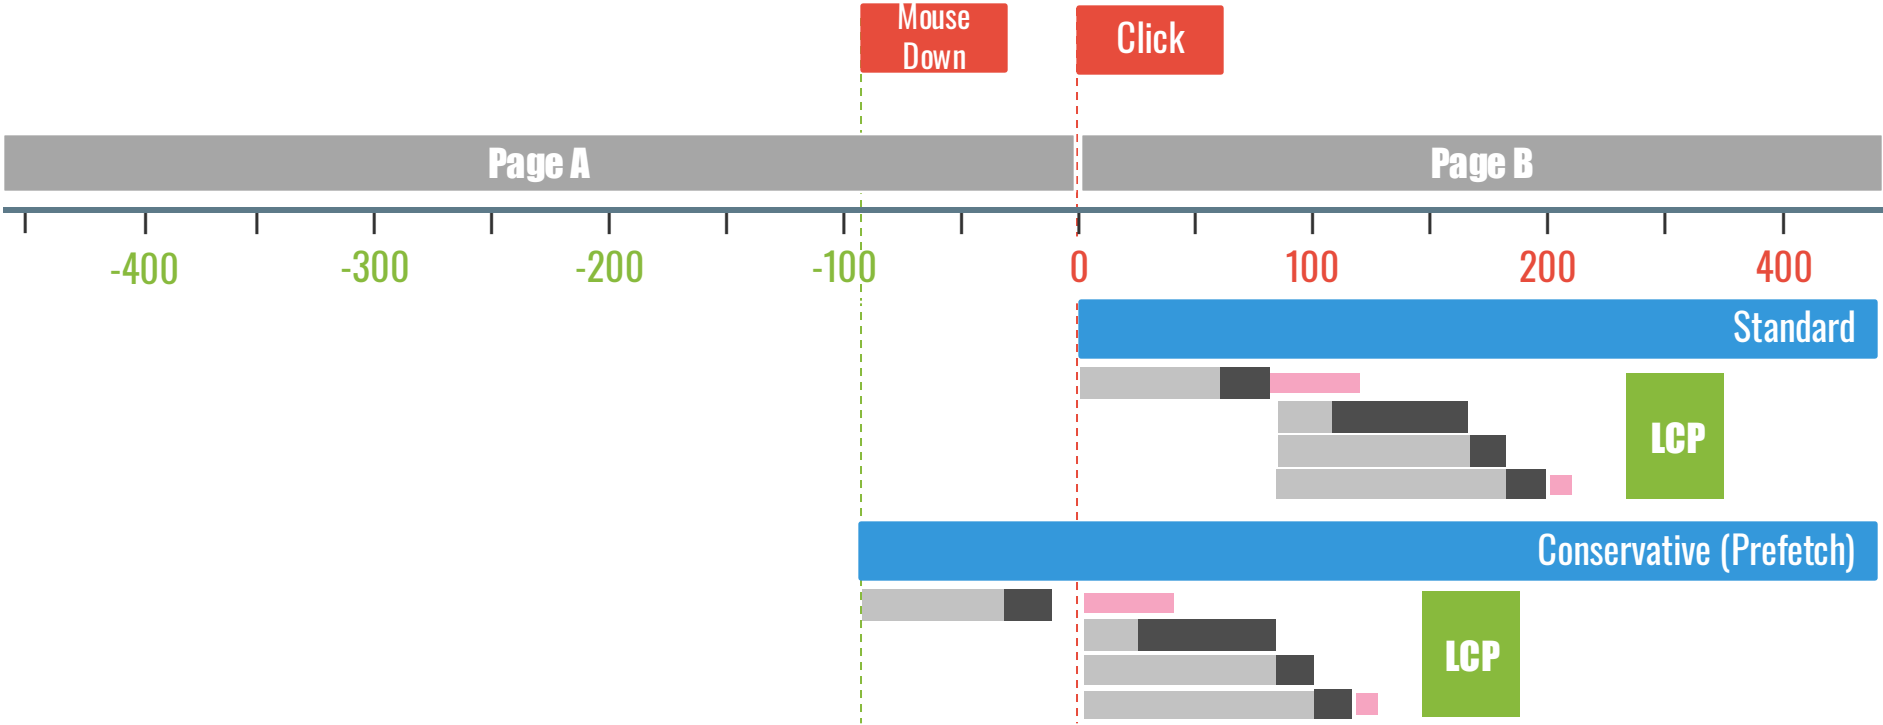 Mouse
Down
Click
Page A
Page B
-400
-300
-200
-100
0
100
200
400
Standard
LCP
Conservative (Prefetch)
LCP